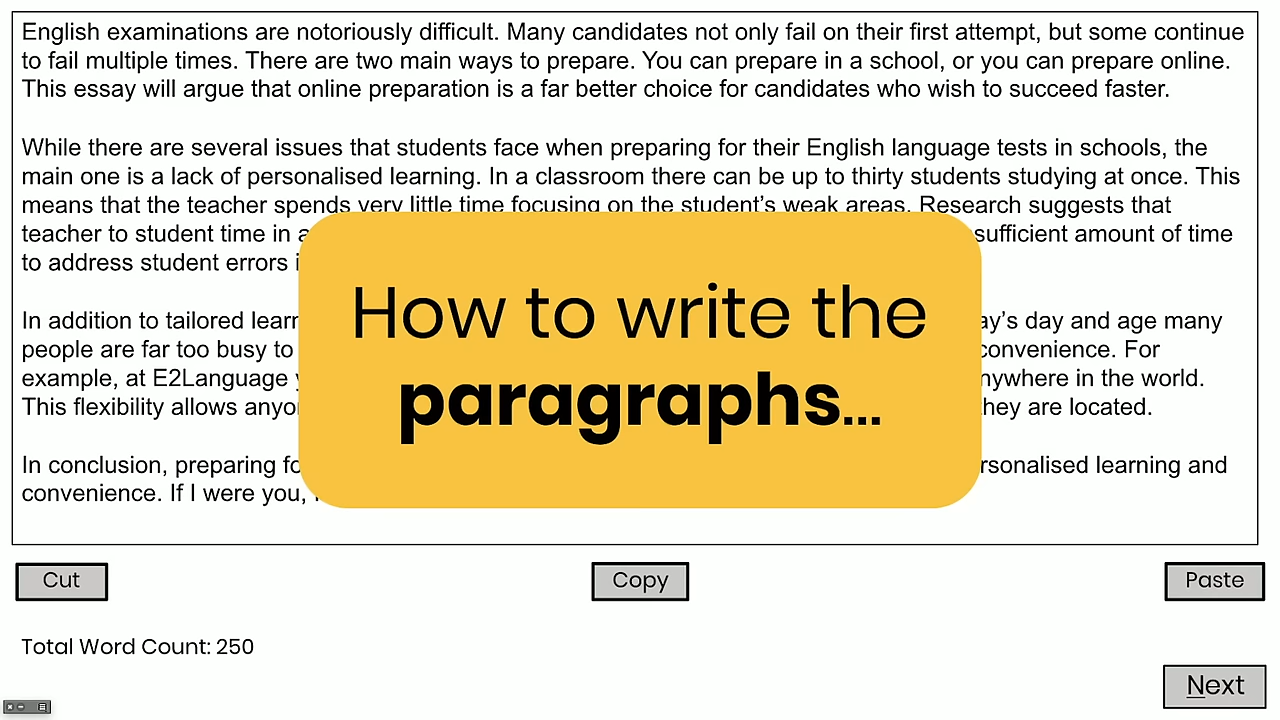 English examinations are notoriously difficult. Many candidates not only fail on their first attempt, but some continue
to fail multiple times. There are two main ways to prepare. You can prepare in a school, or you can prepare online.
This essay will argue that online preparation is a far better choice for candidates who wish to succeed faster.
While there are several issues that students face when preparing for their English language tests in schools, the
main one is a lack of personalised learning. In a classroom there can be up to thirty students studying at once. This
means that the teacher spends very little time focusing on the student's weak areas. Research suggests that
teacher to student time in sufficient amount of time
to address student errors
In addition to tailored day and age many
people are far too busy to convenience. For
example, at E2Language in the world.
This flexibility allows they are located.
In conclusion, preparing learning and
convenience. If I were you,
How to write the
paragraphs...
Cut
Copy
Paste
Total Word Count: 250
Next